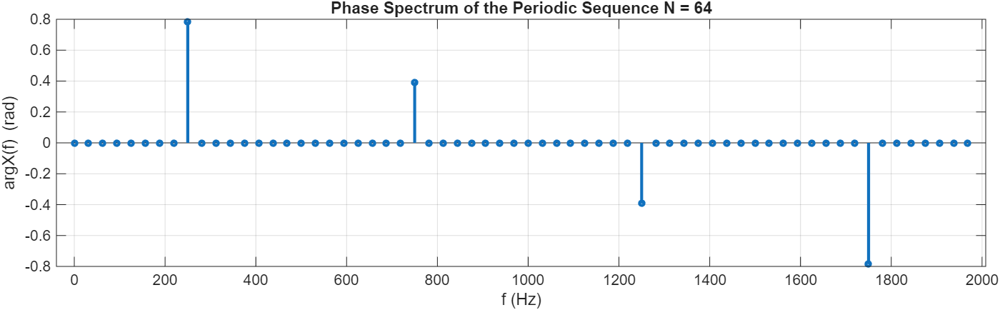 Phase Spectrum of the Periodic Sequence N = 64
0.8
0.6
0.4
0.2
0
-0.2
-0.4
-0.6
-0.8
argX(f) (rad)
0 200 400 600 800 1000 1200 1400 1600 1800 2000
f (Hz)